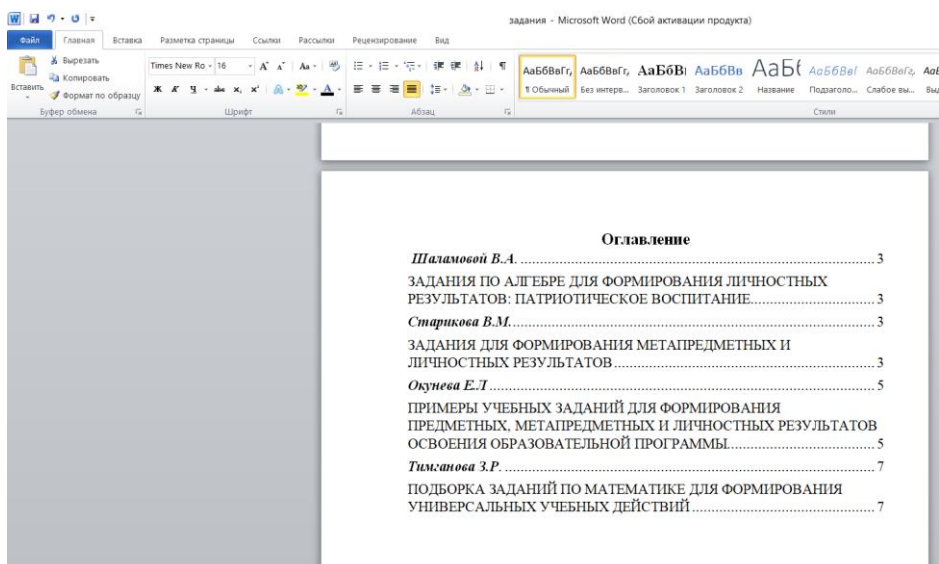 задания - Microsoft Word (Сбой активации продукта)
Файл Главная Вставка Разметка страницы Ссылки Рассылки Рецензирование Вид
Вставить
Вырезать
Копировать
Формат по образцу
Буфер обмена
Times New Ro 16
Шрифт
Абзац
АаБбВвГг, АаБбВвГг, АаБбВ АаБбВв АаБ АаБбВв АаБбВвГг
Обычный Без интерв... Заголовок 1 Заголовок 2 Название Подзаголо... Слабое вы...
Стили
Оглавление
Шаламовой В.А. 3
ЗАДАНИЯ ПО АЛГЕБРЕ ДЛЯ ФОРМИРОВАНИЯ ЛИЧНОСТНЫХ
РЕЗУЛЬТАТОВ: ПАТРИОТИЧЕСКОЕ ВОСПИТАНИЕ 3
Старикова В.М. 3
ЗАДАНИЯ ДЛЯ ФОРМИРОВАНИЯ МЕТАПРЕДМЕТНЫХ И
ЛИЧНОСТНЫХ РЕЗУЛЬТАТОВ 3
Окунева Е.Л 5
ПРИМЕРЫ УЧЕБНЫХ ЗАДАНИЙ ДЛЯ ФОРМИРОВАНИЯ
ПРЕДМЕТНЫХ, МЕТАПРЕДМЕТНЫХ И ЛИЧНОСТНЫХ РЕЗУЛЬТАТОВ
ОСВОЕНИЯ ОБРАЗОВАТЕЛЬНОЙ ПРОГРАММЫ 5
Тимганова З.Р. 7
ПОДБОРКА ЗАДАНИЙ ПО МАТЕМАТИКЕ ДЛЯ ФОРМИРОВАНИЯ
УНИВЕРСАЛЬНЫХ УЧЕБНЫХ ДЕЙСТВИЙ 7